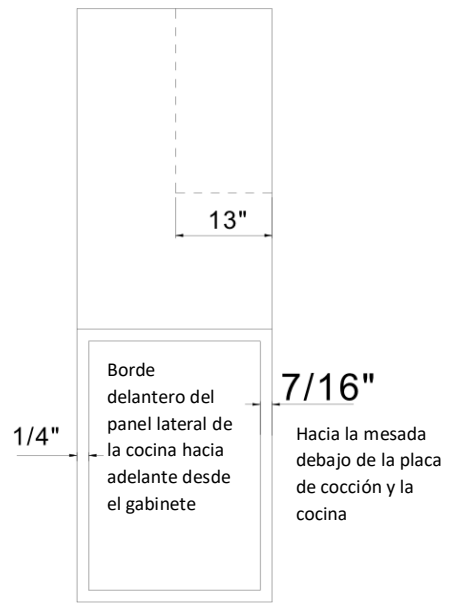 13"
Borde
delantero del
panel lateral de
la cocina hacia
adelante desde
el gabinete
7/16"
1/4"
Hacia la mesada
debajo de la placa
de cocción y la
cocina